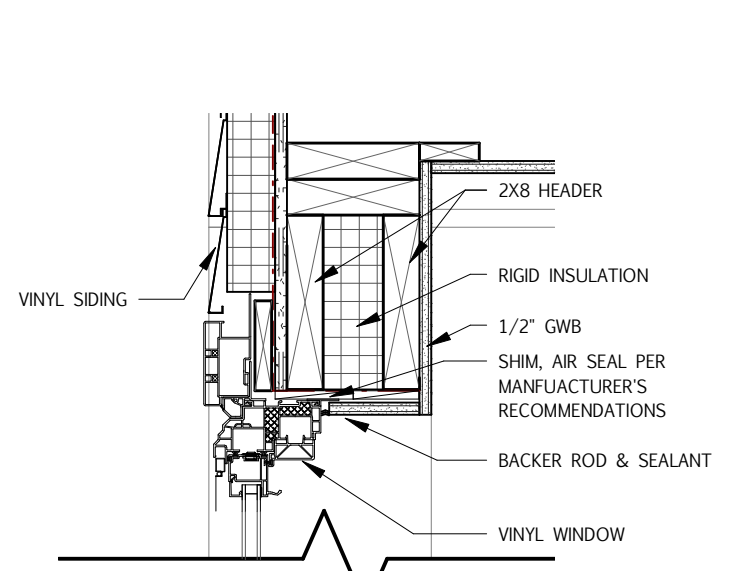 2X8 HEADER
RIGID INSULATION
VINYL SIDING
1/2" GWB
SHIM, AIR SEAL PER
MANFUACTURER'S
RECOMMENDATIONS
BACKER ROD & SEALANT
VINYL WINDOW